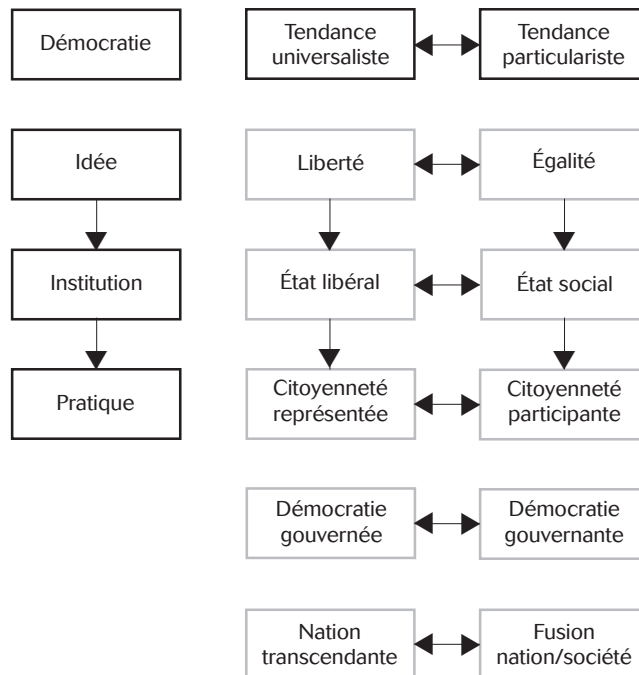 Démocratie
Tendance
universaliste
Tendance
particulariste
Idée
Liberté
Égalité
Institution
État libéral
État social
Pratique
Citoyenneté
représentée
Citoyenneté
participante
Démocratie
gouvernée
Démocratie
gouvernante
Nation
transcendante
Fusion
nation/société